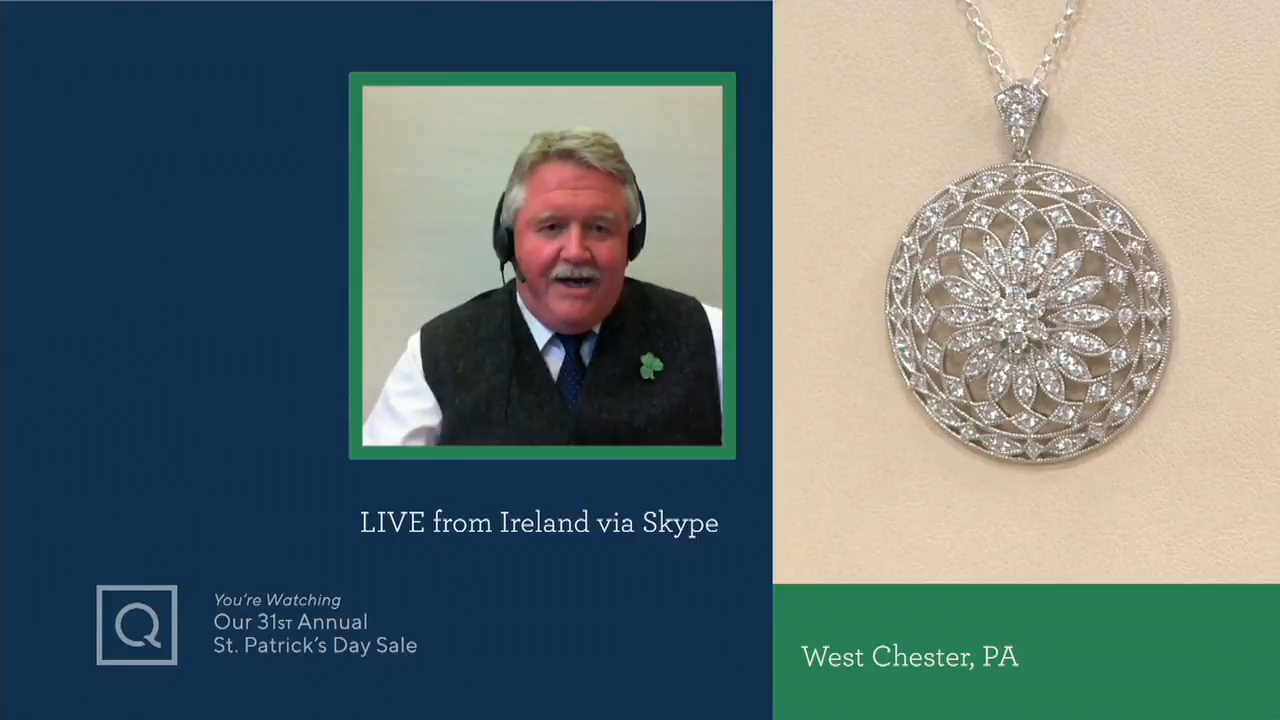 LIVE from Ireland via Skype
Q
You're Watching
Our 31ST Annual
St. Patrick's Day Sale
West Chester, PA